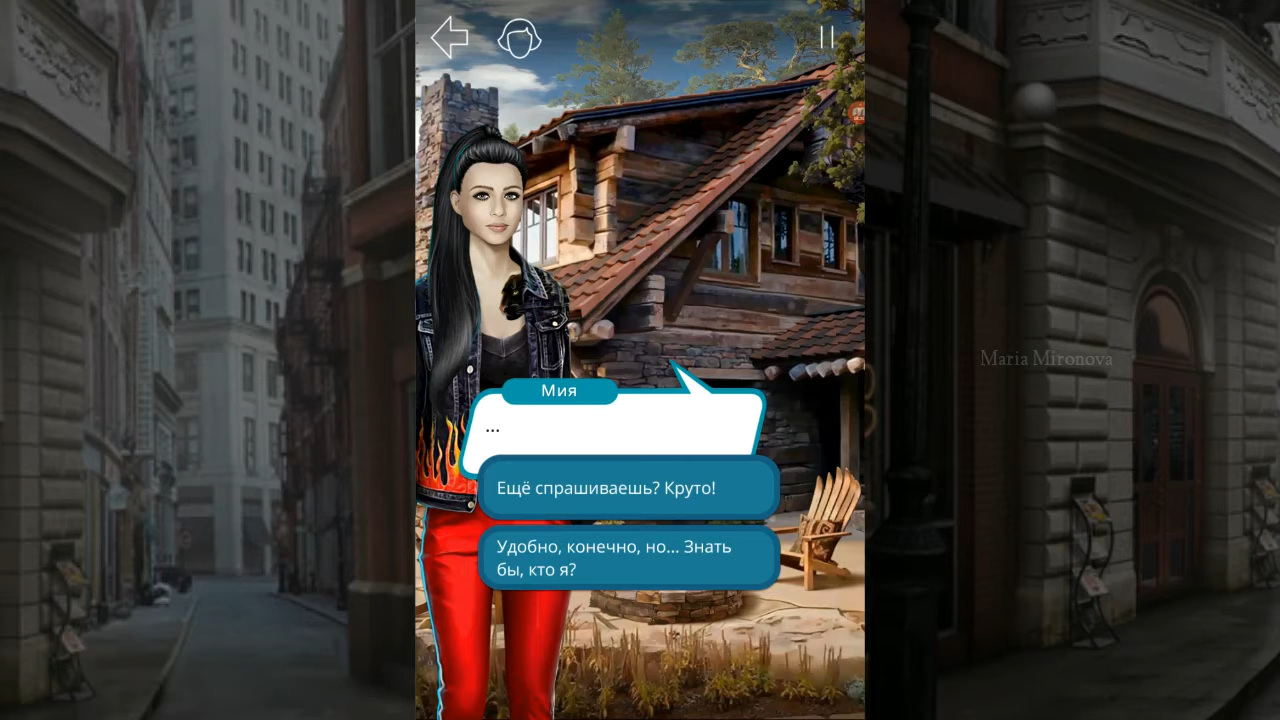 Мия
...
Ещё спрашиваешь? Круто!
Удобно, конечно, но... Знать
бы, кто я?
Maria Mironova